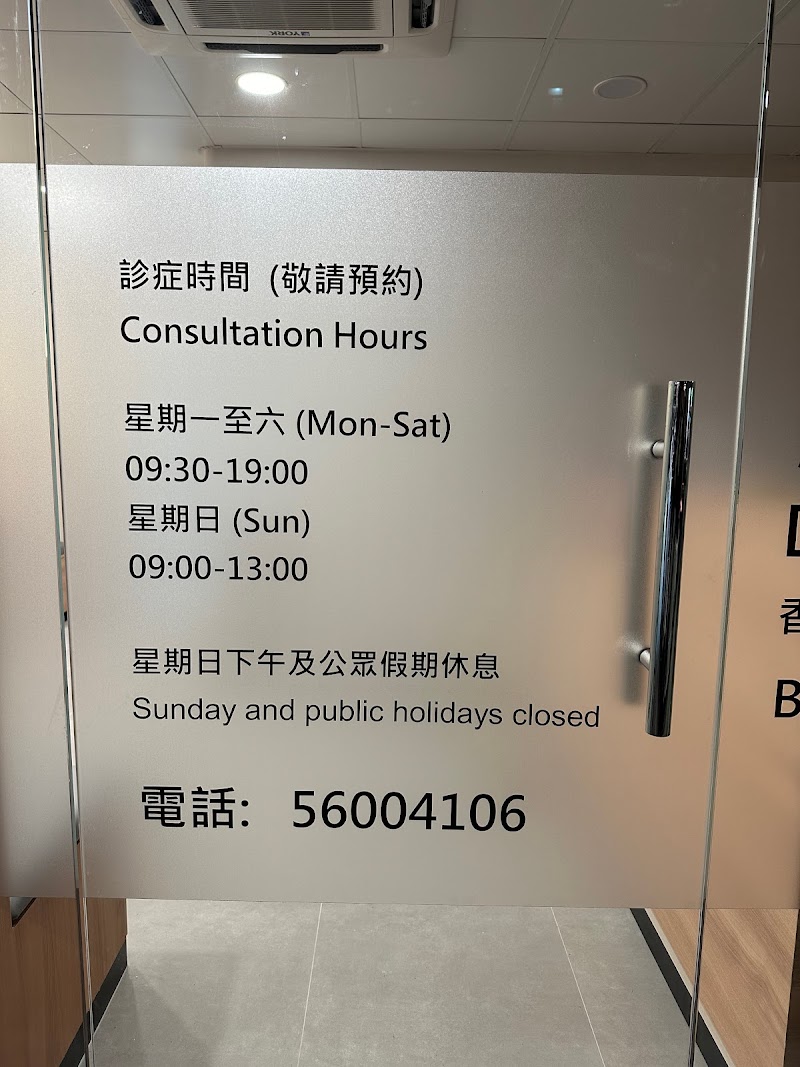 YORK
診症時間 (敬請預約)
Consultation Hours
星期一至六 (Mon-Sat)
09:30-19:00
星期日 (Sun)
09:00-13:00
星期日下午及公眾假期休息
Sunday and public holidays closed
電話: 56004106
香
B